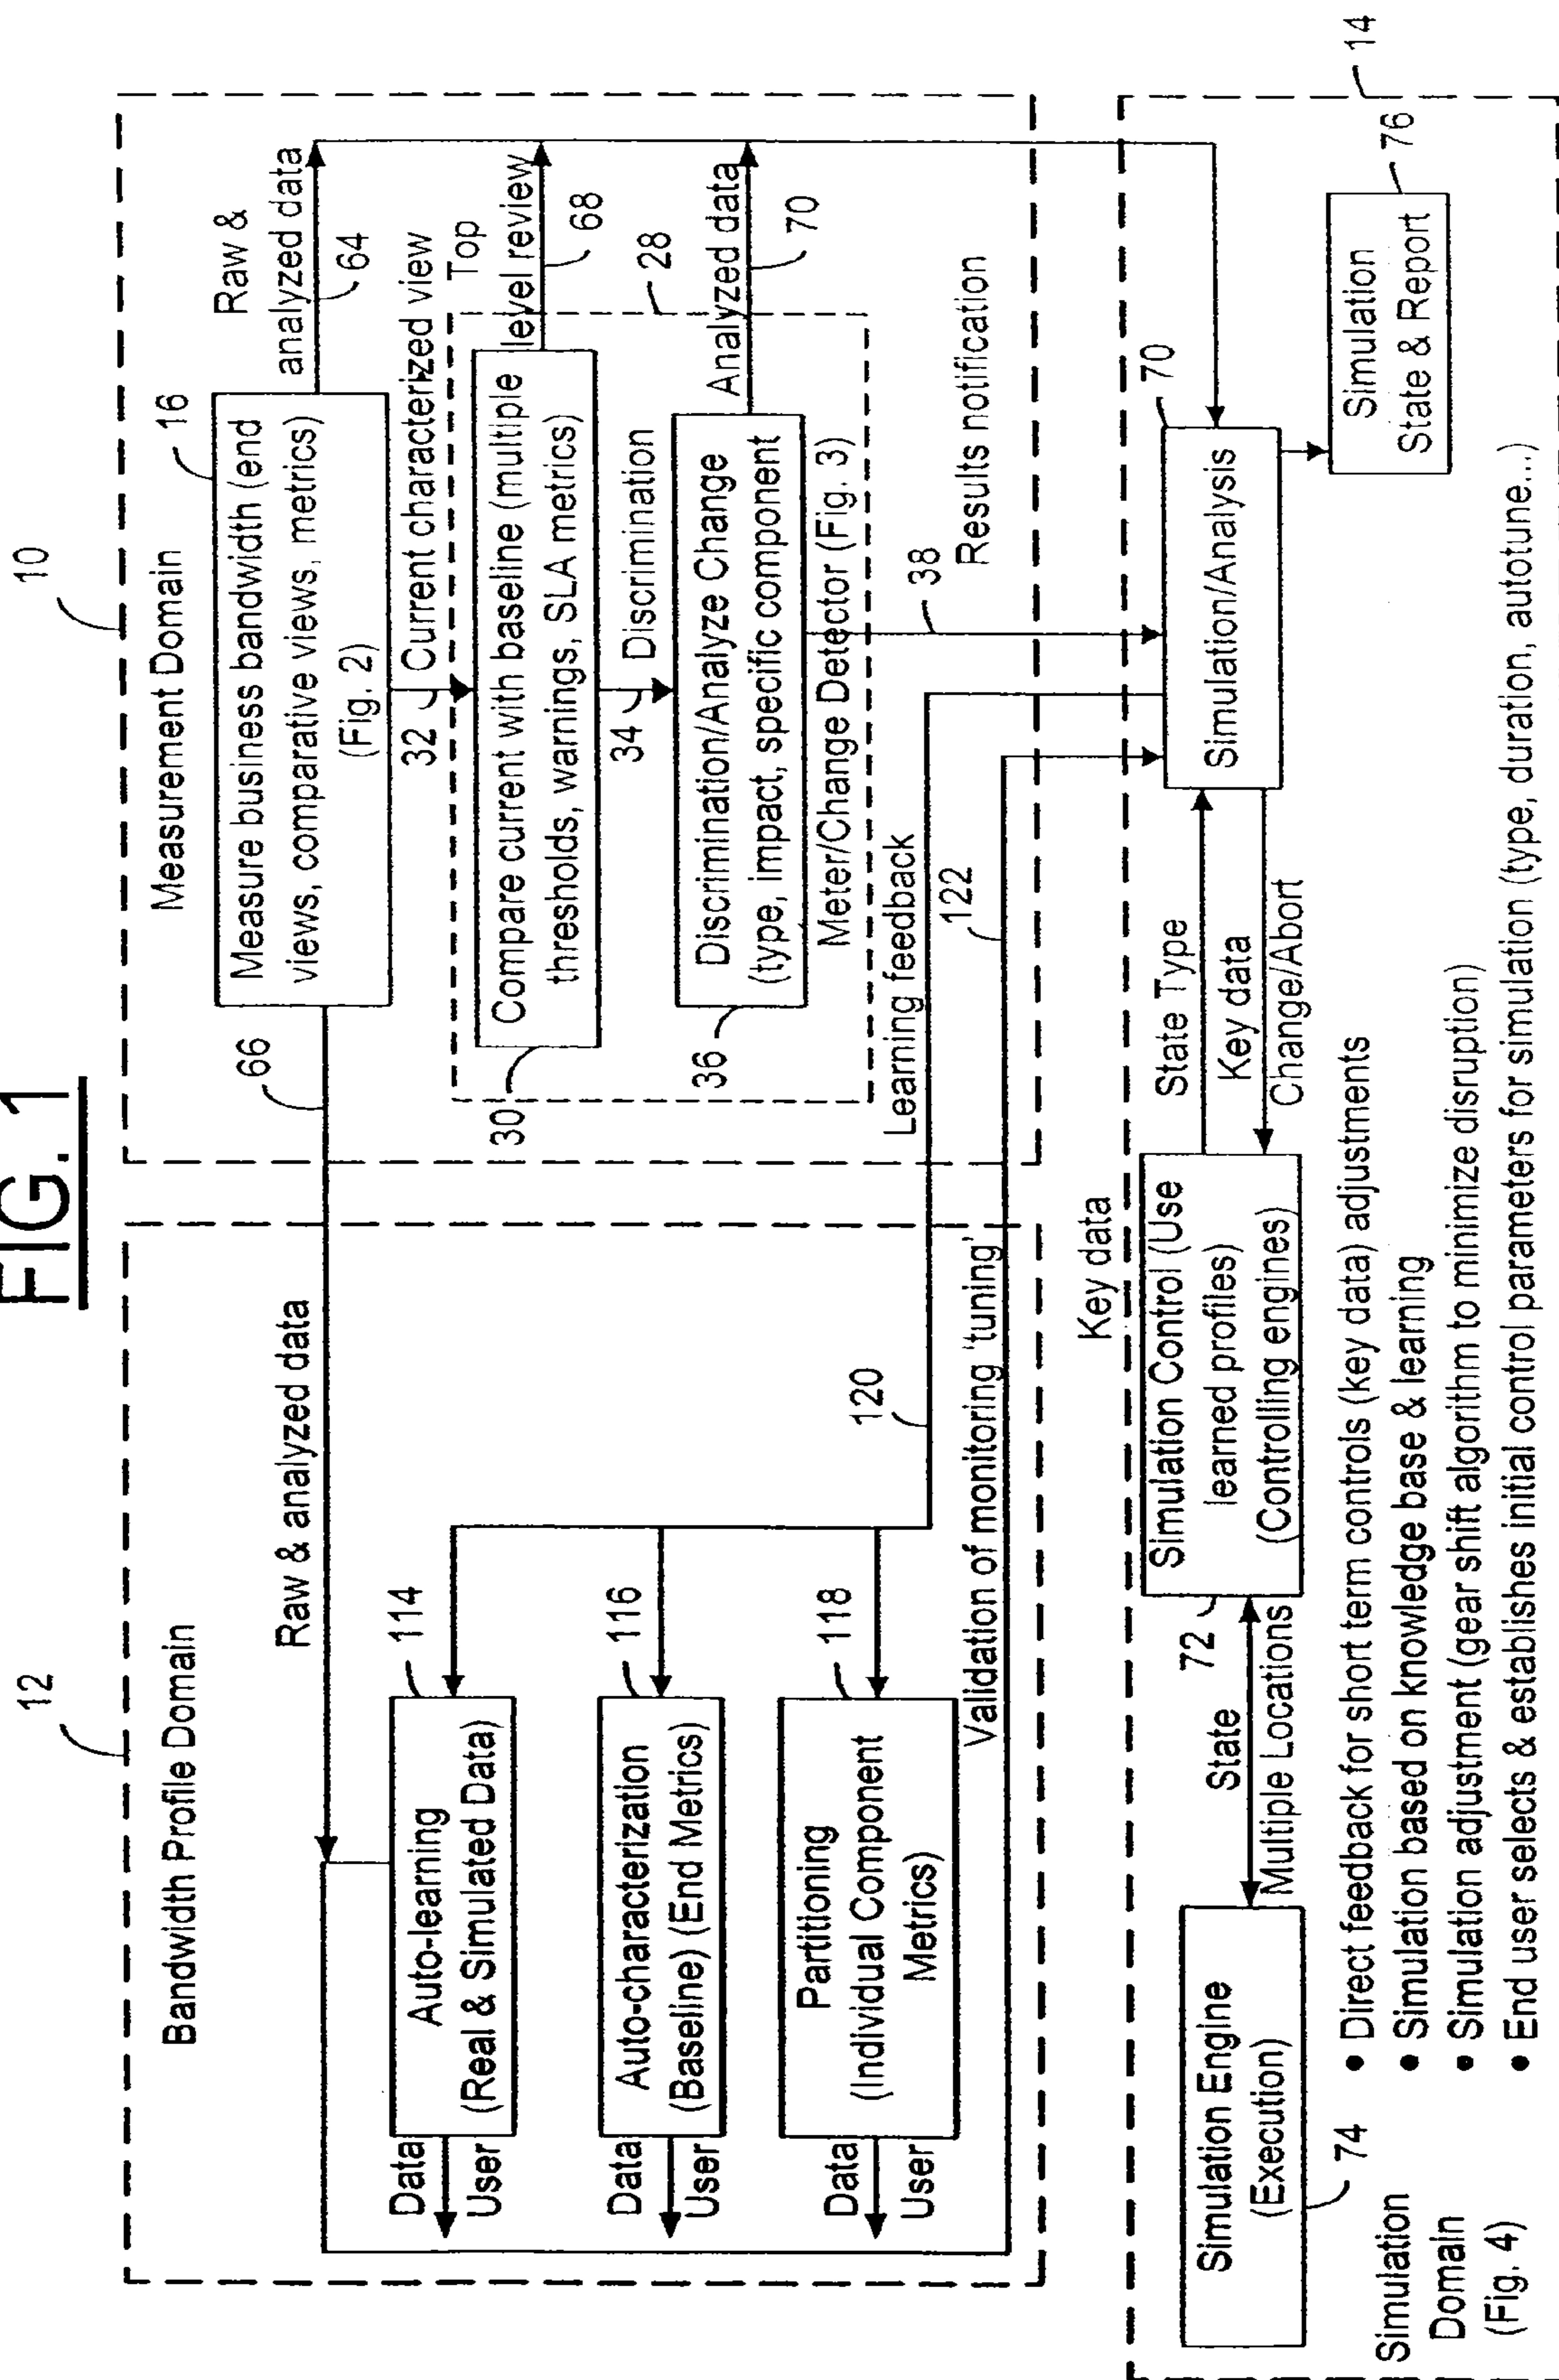 FIG. 1
12
10
Bandwidth Profile Domain
Raw & analyzed data
66
Auto-learning
(Real & Simulated Data)
114
Data
User
Auto-characterization
(Baseline) (End Metrics)
116
Data
User
Partitioning
(Individual Component
Metrics)
118
Data
User
120
Validation of monitoring 'tuning'
Measurement Domain
16
Measure business bandwidth (end
views, comparative views, metrics)
(Fig. 2)
Raw &
analyzed data
64
32
Current characterized view
Top
level review
68
30
Compare current with baseline (multiple
thresholds, warnings, SLA metrics)
28
34
Discrimination
36
Discrimination/Analyze Change
(type, impact, specific component
Analyzed data
70
Meter/Change Detector (Fig. 3)
Learning feedback
122
38
Results notification
Key data
14
Simulation Engine
(Execution)
74
State
Multiple Locations
72
Simulation Control (Use
learned profiles)
(Controlling engines)
State Type
Key data
Change/Abort
70
Simulation/Analysis
76
Simulation
State & Report
Simulation
Domain
(Fig. 4)
• Direct feedback for short term controls (key data) adjustments
• Simulation based on knowledge base & learning
• Simulation adjustment (gear shift algorithm to minimize disruption)
• End user selects & establishes initial control parameters for simulation (type, duration, autotune...)